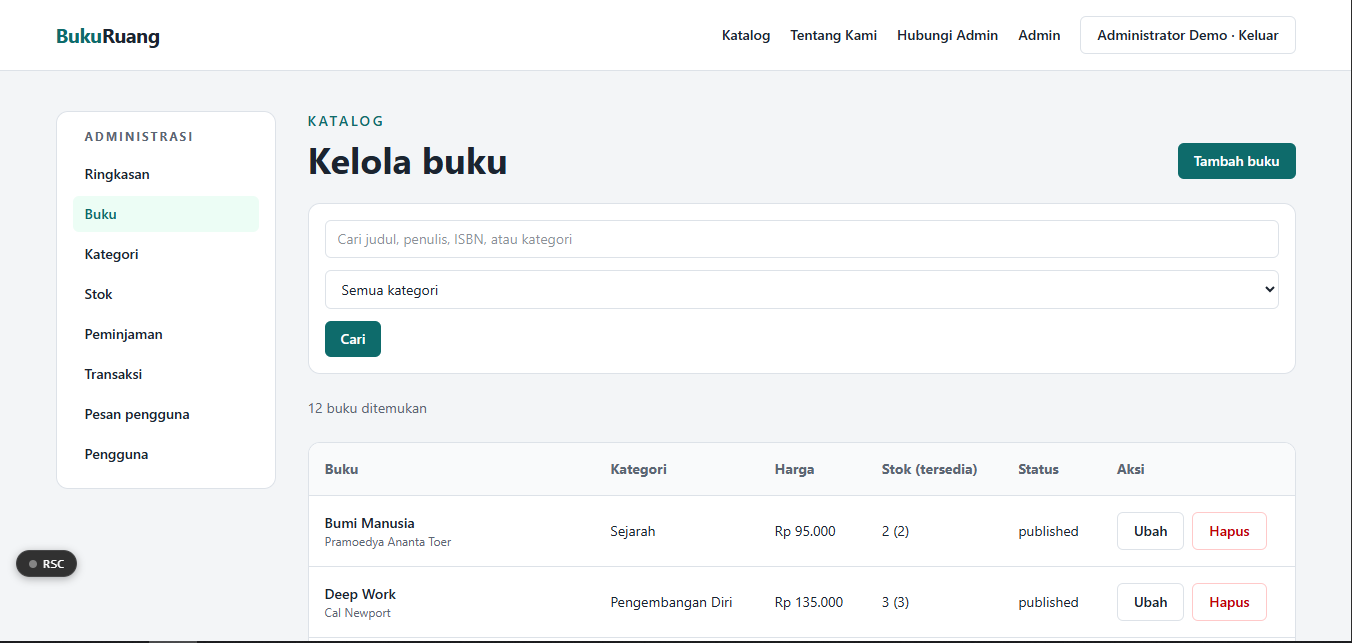 BukuRuang
Katalog Tentang Kami Hubungi Admin Admin Administrator Demo · Keluar
ADMINISTRASI
Ringkasan
Buku
Kategori
Stok
Peminjaman
Transaksi
Pesan pengguna
Pengguna
RSC
KATALOG
Kelola buku
Tambah buku
Cari judul, penulis, ISBN, atau kategori
Semua kategori
Cari
12 buku ditemukan
Buku Kategori Harga Stok (tersedia) Status Aksi
Bumi Manusia
Pramoedya Ananta Toer
Sejarah Rp 95.000 2 (2) published Ubah Hapus
Deep Work
Cal Newport
Pengembangan Diri Rp 135.000 3 (3) published Ubah Hapus